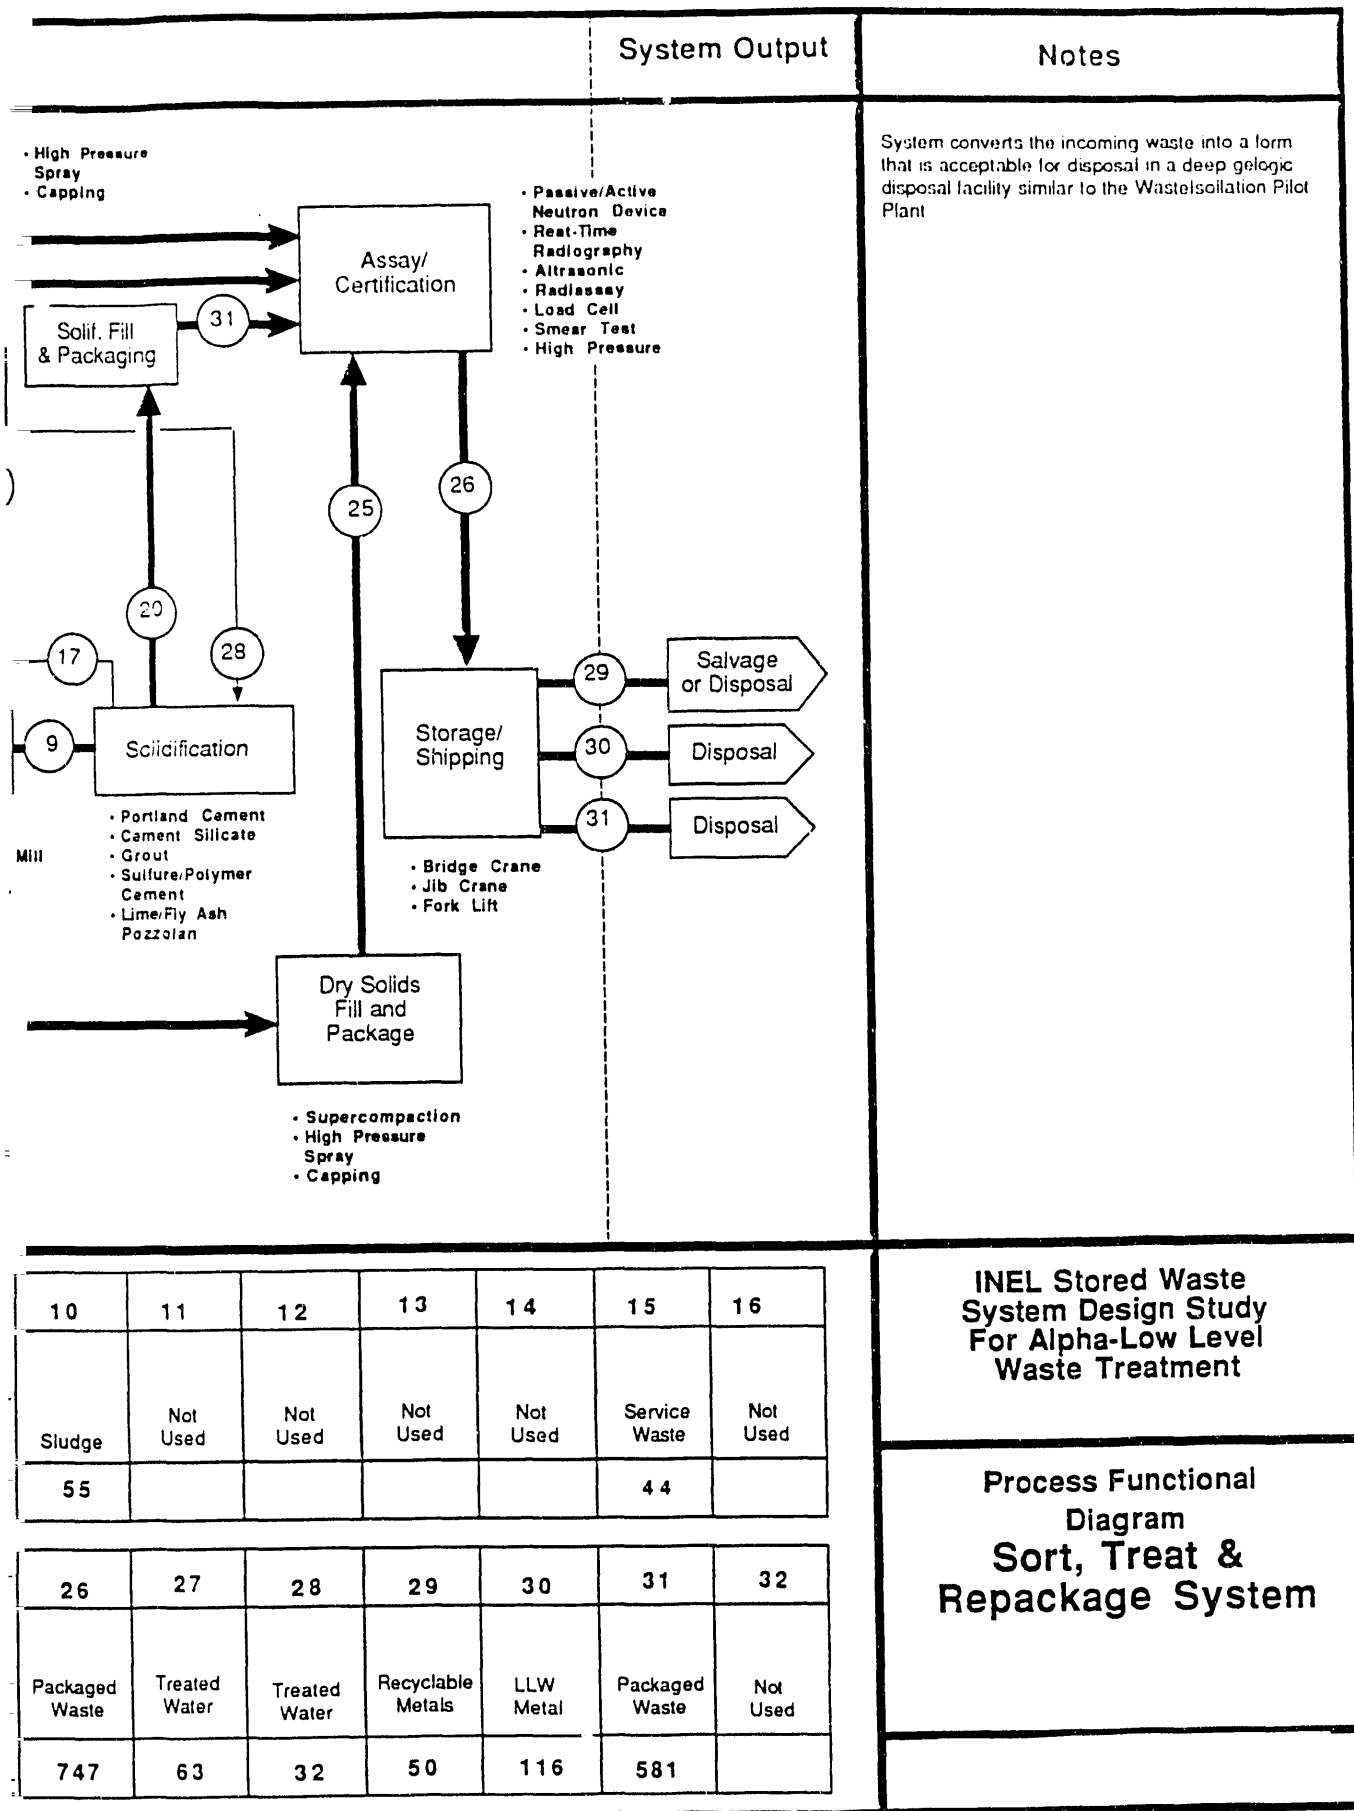 System Output
Notes
• High Pressure
Spray
• Capping
Assay/
Certification
• Passive/Active
Neutron Device
• Reat-Time
Radiography
• Altrasonic
• Radiassay
• Load Cell
• Smear Test
• High Pressure
System converts the incoming waste into a form
that is acceptable for disposal in a deep gelogic
disposal facility similar to the WasteIsollation Pilot
Plant
Solif. Fill
& Packaging
31
25
26
20
17
28
9
Sciidification
• Portland Cement
• Cament Silicate
• Grout
• Sulfure/Polymer
Cement
• Lime/Fly Ash
Pozzolan
Mill
Storage/
Shipping
29
Salvage
or Disposal
30
Disposal
31
Disposal
• Bridge Crane
• Jib Crane
• Fork Lift
Dry Solids
Fill and
Package
• Supercompaction
• High Pressure
Spray
• Capping
10 11 12 13 14 15 16
Sludge Not Used Not Used Not Used Not Used Service Waste Not Used
55 44
26 27 28 29 30 31 32
Packaged Waste Treated Water Treated Water Recyclable Metals LLW Metal Packaged Waste Not Used
747 63 32 50 116 581
INEL Stored Waste
System Design Study
For Alpha-Low Level
Waste Treatment
Process Functional
Diagram
Sort, Treat &
Repackage System